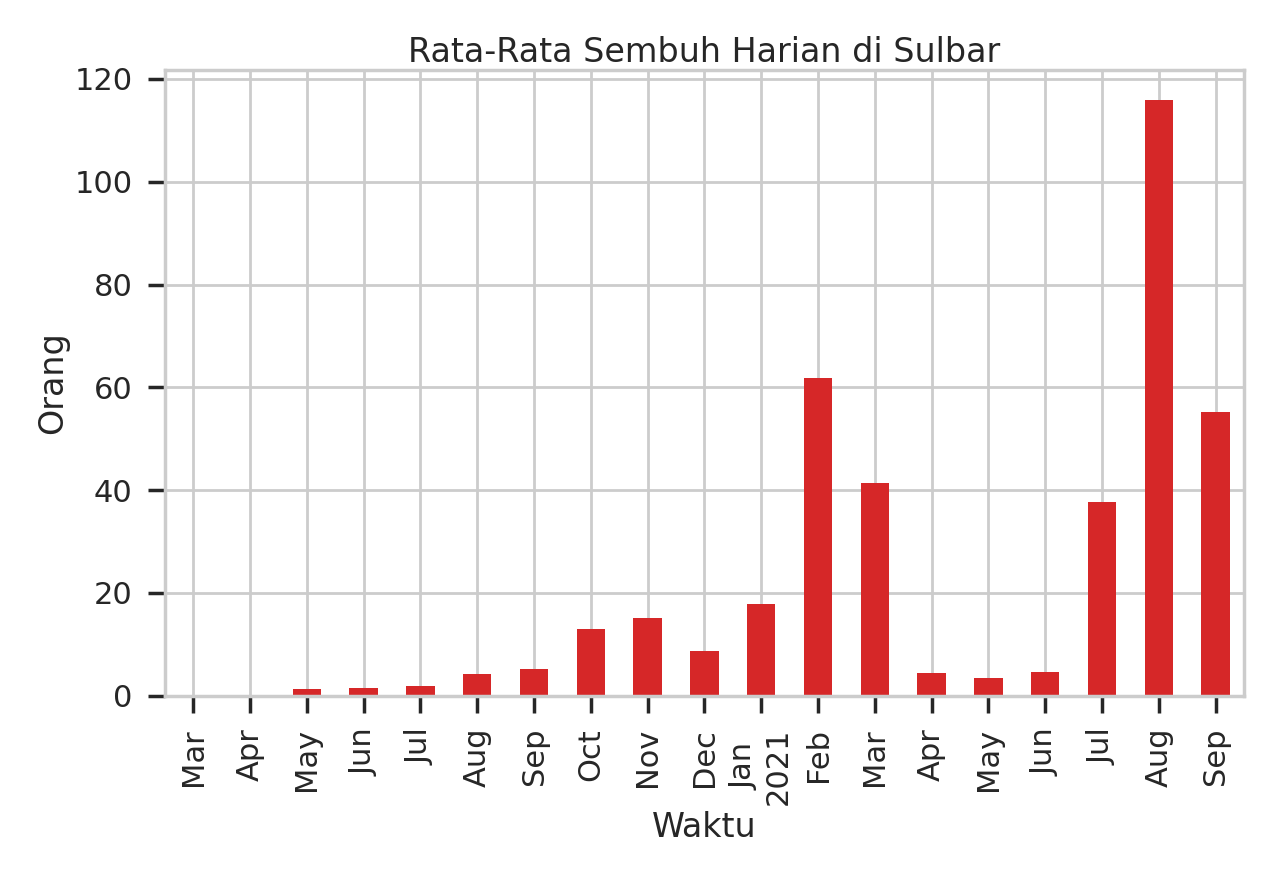 Rata-Rata Sembuh Harian di Sulbar
120
100
80
60
40
20
0
Orang
Mar
Apr
May
Jun
Jul
Aug
Sep
Oct
Nov
Dec
Jan
2021
Feb
Mar
Apr
May
Jun
Jul
Aug
Sep
Waktu